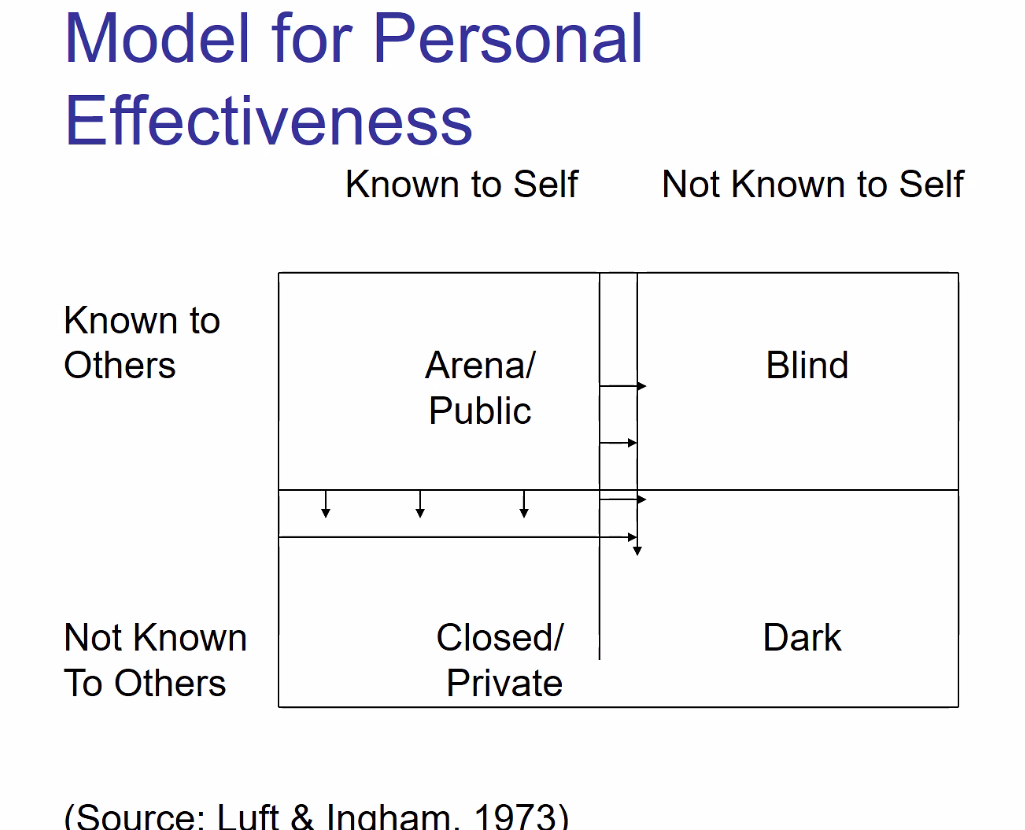 Model for Personal
Effectiveness
Known to Self
Not Known to Self
Known to
Others
Arena/
Public
Blind
Not Known
To Others
Closed/
Private
Dark
(Source: Luft & Ingham, 1973)